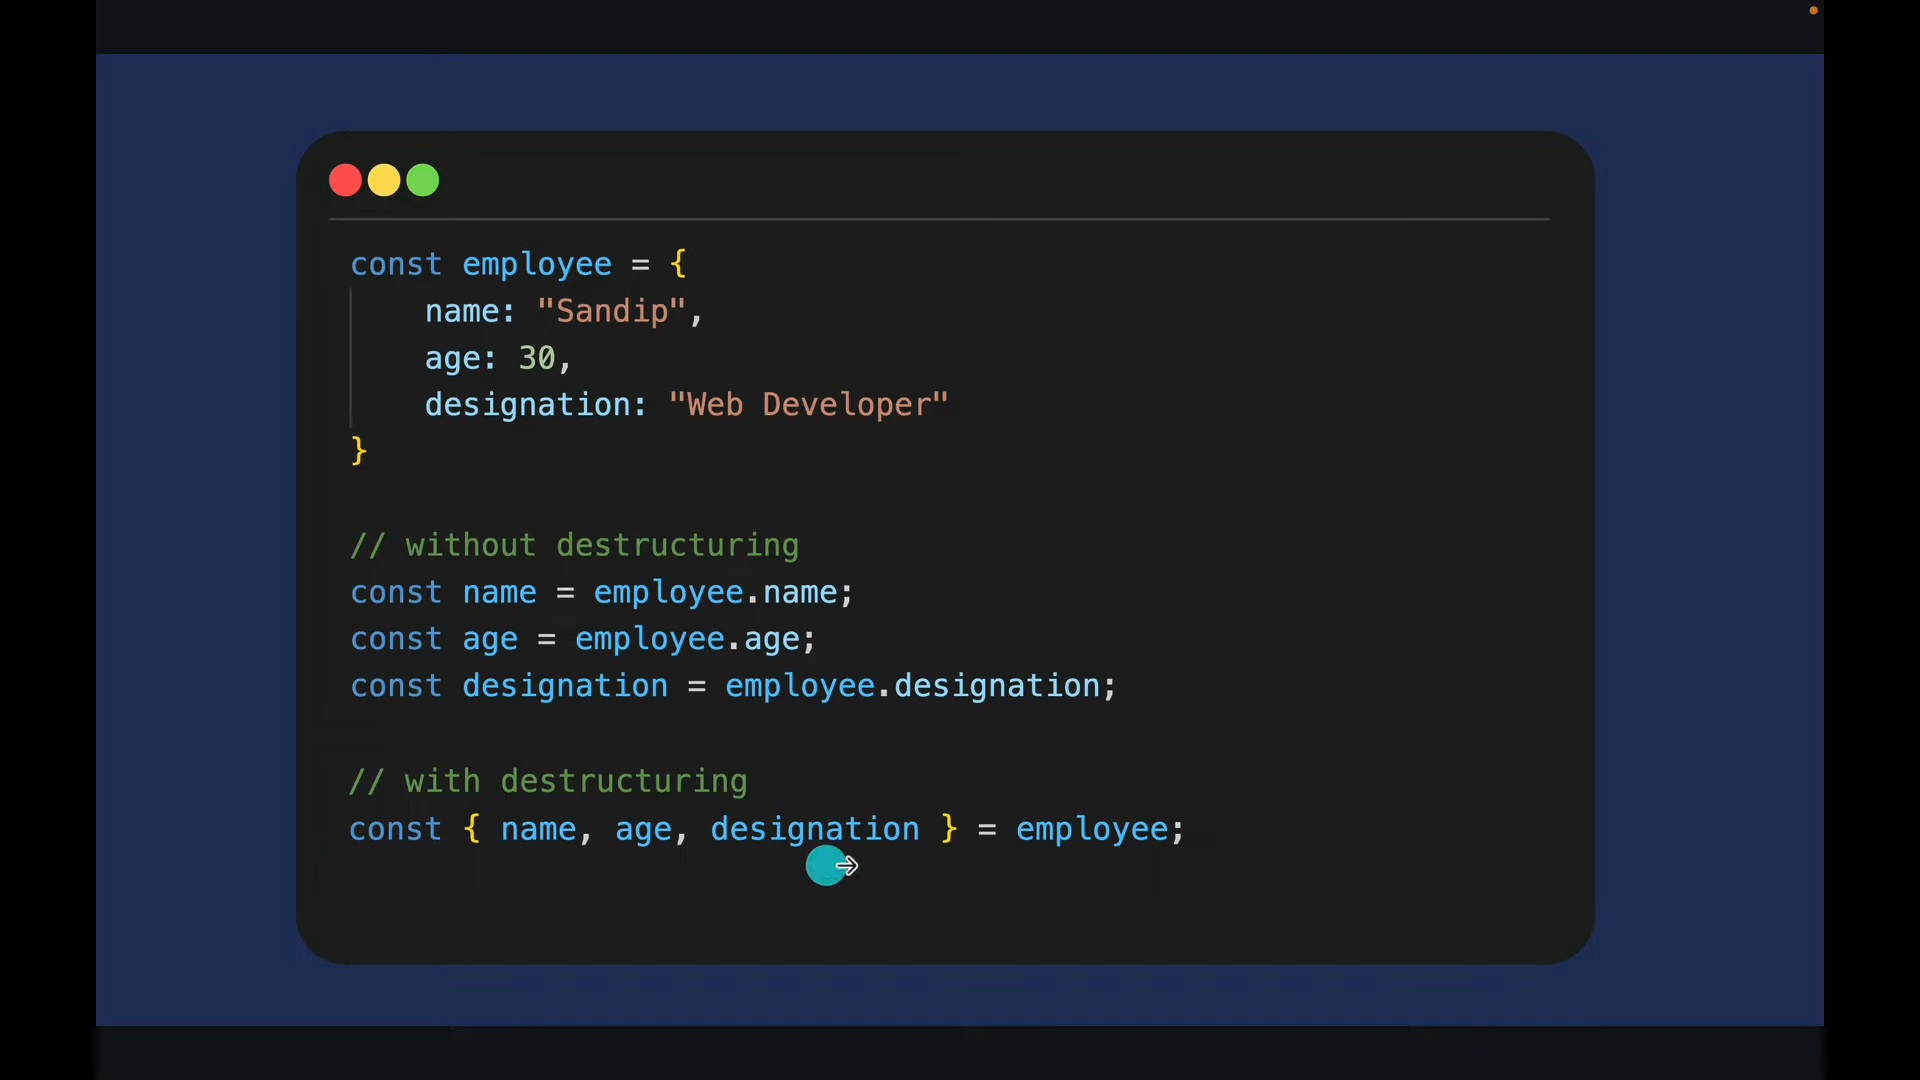 const employee = {
    name: "Sandip",
    age: 30,
    designation: "Web Developer"
}
// without destructuring
const name = employee.name;
const age = employee.age;
const designation = employee.designation;
// with destructuring
const { name, age, designation } = employee;